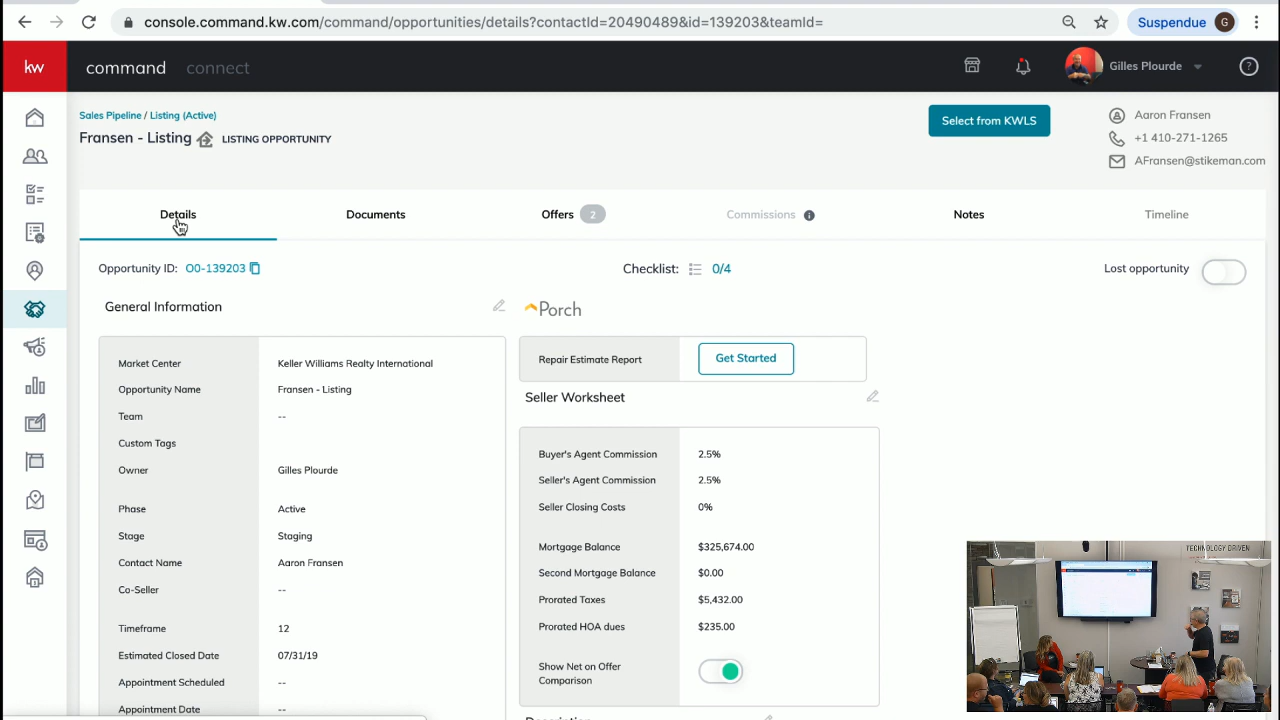 console.command.kw.com/command/opportunities/details?contactId=20490489&id=139203&teamId=
Suspendue G
kw command connect
Gilles Plourde ?
Sales Pipeline / Listing (Active)
Fransen - Listing LISTING OPPORTUNITY
Select from KWLS
Aaron Fransen
+1 410-271-1265
AFransen@stikeman.com
Details Documents Offers 2 Commissions i Notes Timeline
Opportunity ID: O0-139203 Checklist: 0/4 Lost opportunity
General Information
Market Center Keller Williams Realty International
Opportunity Name Fransen - Listing
Team --
Custom Tags
Owner Gilles Plourde
Phase Active
Stage Staging
Contact Name Aaron Fransen
Co-Seller --
Timeframe 12
Estimated Closed Date 07/31/19
Appointment Scheduled --
Appointment Date --
Porch
Repair Estimate Report Get Started
Seller Worksheet
Buyer's Agent Commission 2.5%
Seller's Agent Commission 2.5%
Seller Closing Costs 0%
Mortgage Balance $325,674.00
Second Mortgage Balance $0.00
Prorated Taxes $5,432.00
Prorated HOA dues $235.00
Show Net on Offer
Comparison
Description
TECHNOLOGY DRIVEN